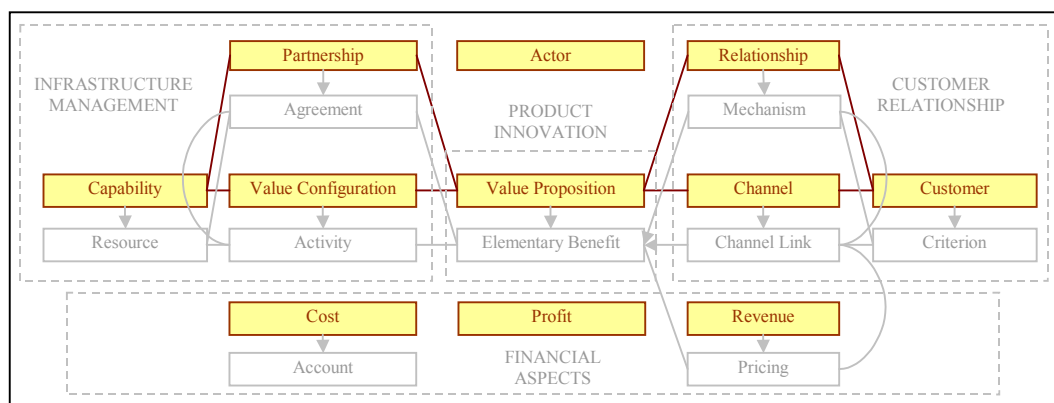 Partnership
Actor
Relationship
INFRASTRUCTURE
MANAGEMENT
CUSTOMER
RELATIONSHIP
Agreement
PRODUCT
INNOVATION
Mechanism
Capability
Value Configuration
Value Proposition
Channel
Customer
Resource
Activity
Elementary Benefit
Channel Link
Criterion
Cost
Profit
Revenue
Account
FINANCIAL
ASPECTS
Pricing